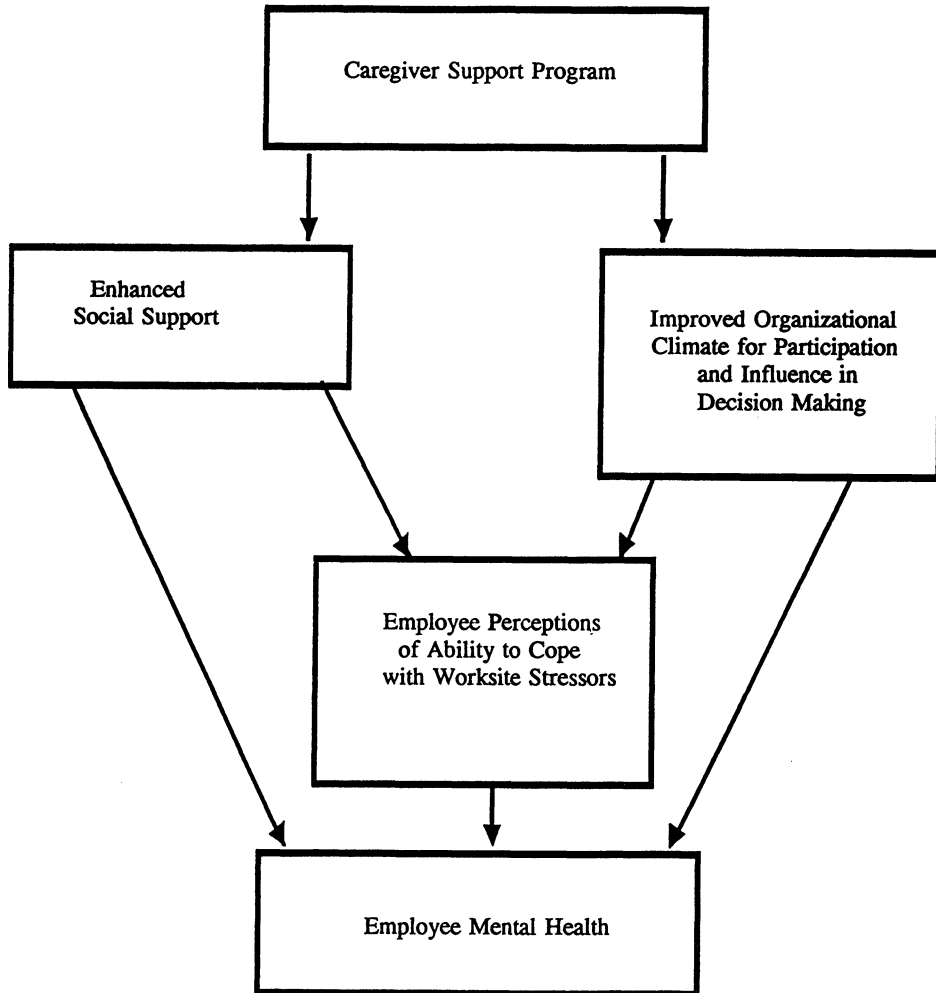 Caregiver Support Program
Enhanced
Social Support
Improved Organizational
Climate for Participation
and Influence in
Decision Making
Employee Perceptions
of Ability to Cope
with Worksite Stressors
Employee Mental Health